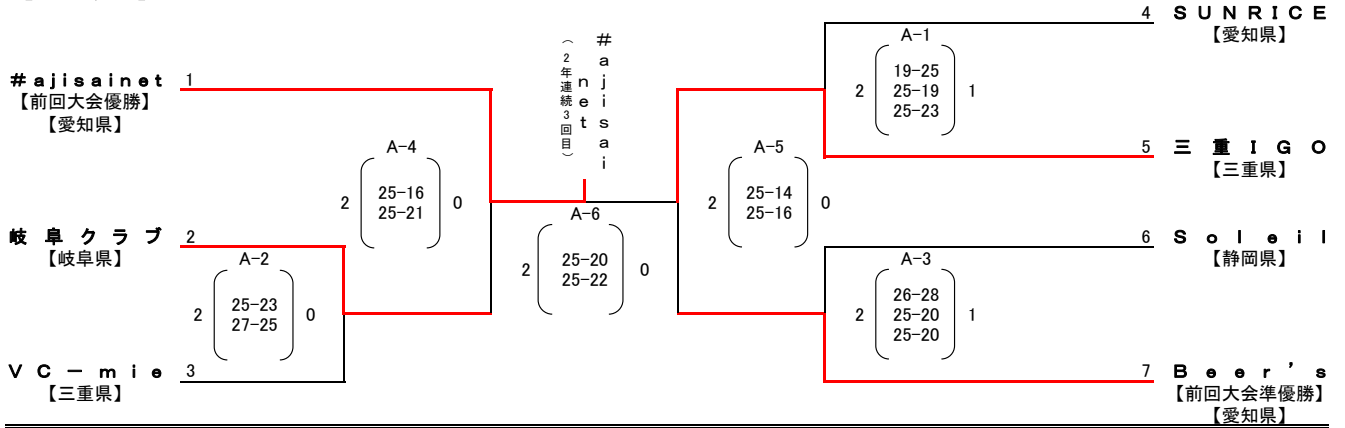 4 SUNRICE
【愛知県】
A-1
19-25
2 25-19 1
25-23
#ajisainet 1
【前回大会優勝】
【愛知県】
#ajisai
net
（2年連続3回目）
5 三重IGO
【三重県】
A-4
25-16
2 25-21 0
A-5
25-14
2 25-16 0
岐阜クラブ 2
【岐阜県】
A-2
25-23
2 27-25 0
A-6
25-20
2 25-22 0
6 Soleil
【静岡県】
A-3
26-28
2 25-20 1
25-20
VC-mie 3
【三重県】
7 Beer's
【前回大会準優勝】
【愛知県】